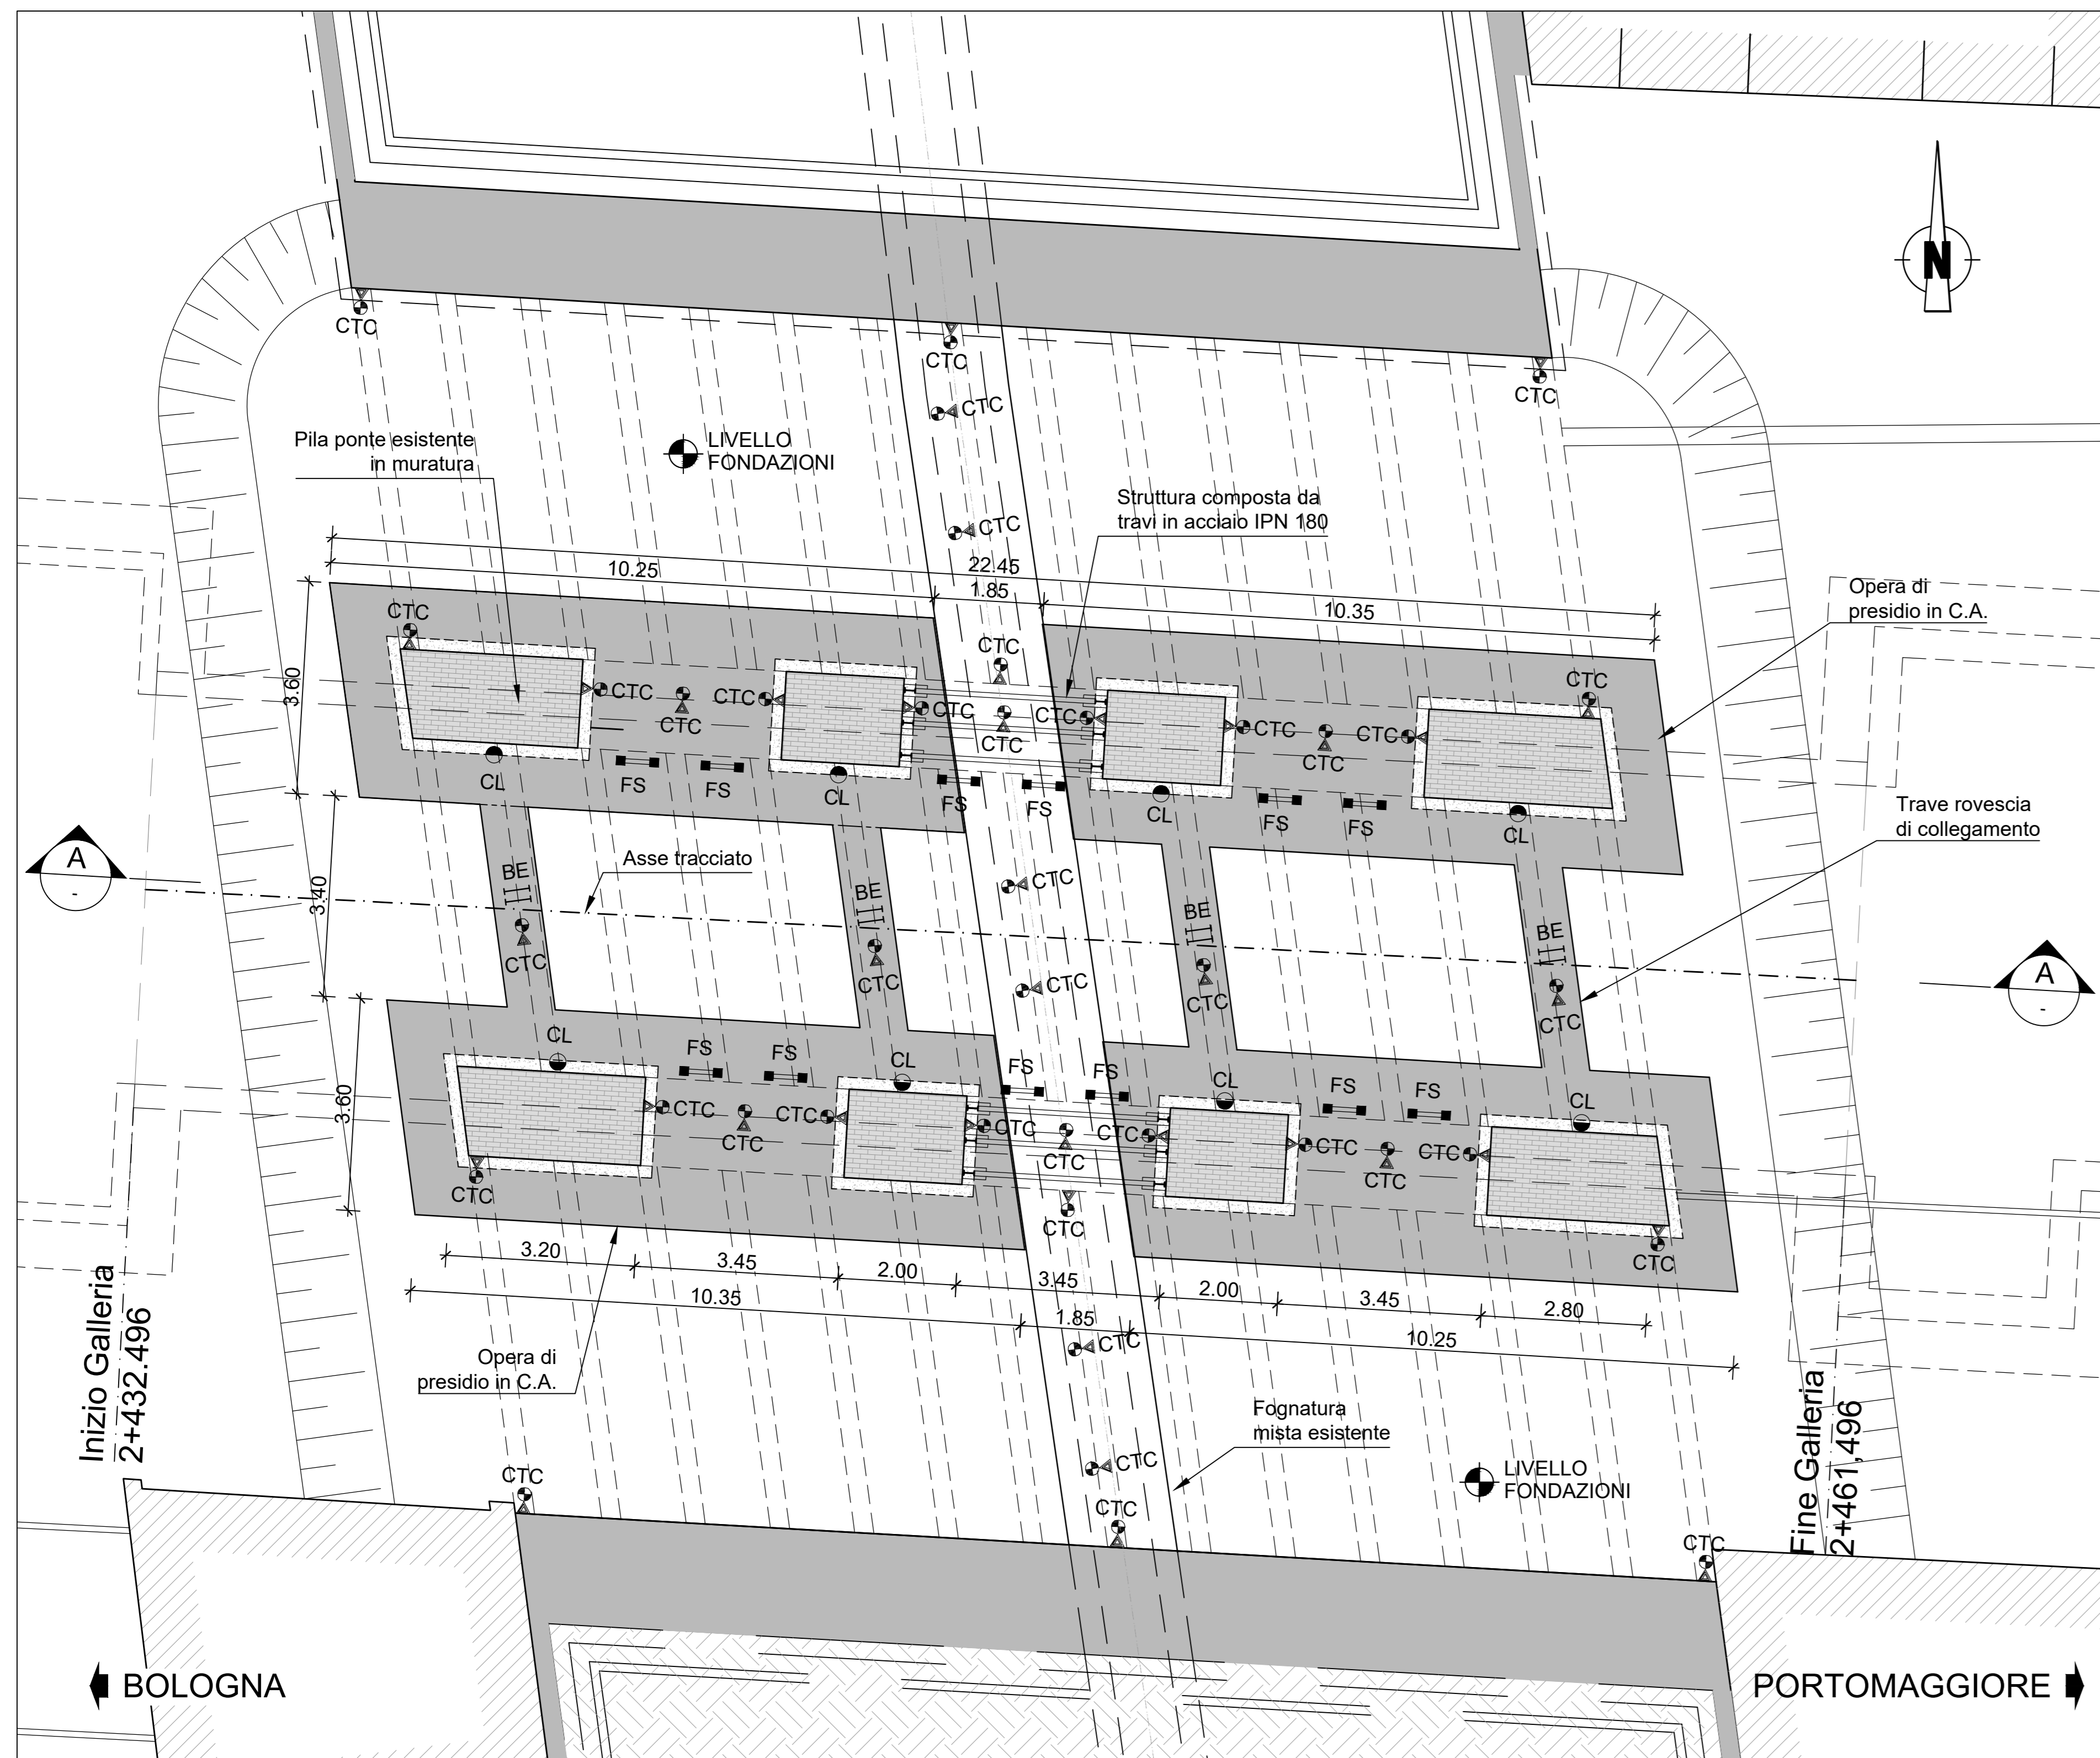 N
CTC
CTC
CTC
CTC
Pila ponte esistente
in muratura
LIVELLO
FONDAZIONI
Struttura composta da
travi in acciaio IPN 180
CTC
22.45
10.25
1.85
10.35
Opera di
presidio in C.A.
CTC
CTC
CTC
3.60
CTC
CTC
CTC
CTC
CTC
CTC
CTC
CTC
CTC
CL
FS
FS
CL
FS
FS
CL
FS
FS
CL
Trave rovescia
di collegamento
A
-
Asse tracciato
3.40
BE
CTC
BE
CTC
CTC
BE
CTC
BE
CTC
A
-
CTC
CTC
CL
FS
FS
CL
FS
FS
CL
FS
FS
CL
3.60
CTC
CTC
CTC
CTC
CTC
CTC
CTC
CTC
CTC
CTC
CTC
CTC
3.20
3.45
2.00
3.45
2.00
3.45
2.80
10.35
1.85
10.25
CTC
Opera di
presidio in C.A.
Inizio Galleria
2+432.496
Fognatura
mista esistente
Fine Galleria
2+461,496
CTC
CTC
CTC
LIVELLO
FONDAZIONI
CTC
BOLOGNA
PORTOMAGGIORE